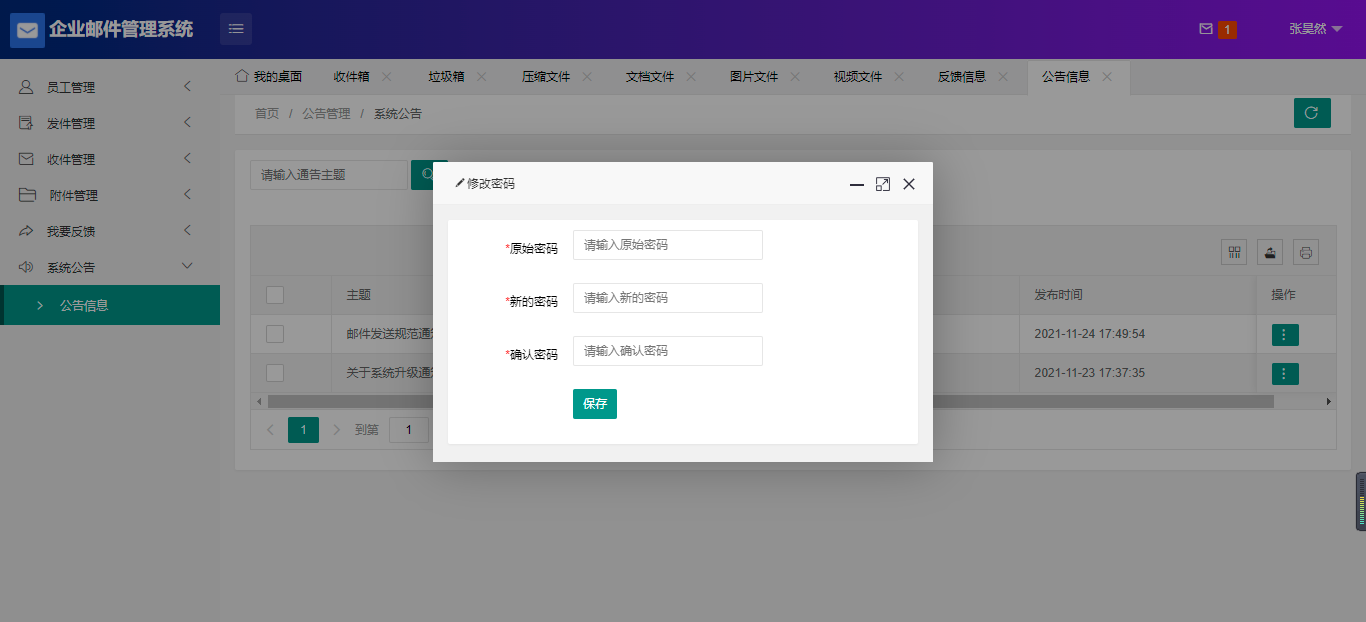 企业邮件管理系统
1
张昊然
员工管理
发件管理
收件管理
附件管理
我要反馈
系统公告
公告信息
我的桌面 收件箱 垃圾箱 压缩文件 文档文件 图片文件 视频文件 反馈信息 公告信息
首页 / 公告管理 / 系统公告
请输入通告主题
主题 发布时间 操作
邮件发送规范通 2021-11-24 17:49:54
关于系统升级通 2021-11-23 17:37:35
1 到第 1
修改密码
*原始密码 请输入原始密码
*新的密码 请输入新的密码
*确认密码 请输入确认密码
保存